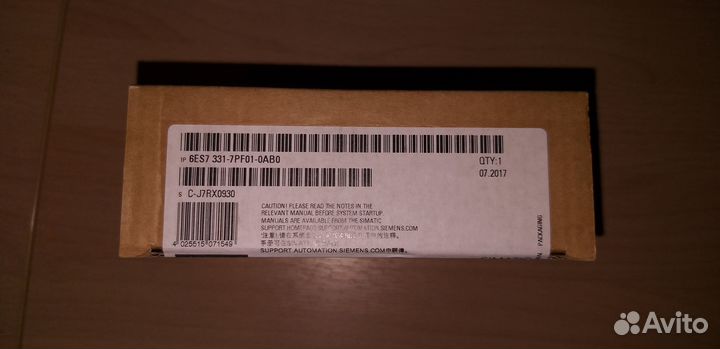 1P 6ES7 331-7PF01-0AB0
QTY:1
07.2017
S C-J7RX0930
CAUTION! PLEASE READ THE NOTES IN THE
RELEVANT MANUAL BEFORE SYSTEM STARTUP.
MANUALS ARE AVAILABLE FROM THE SIMATIC
SUPPORT HOMEPAGE SUPPORT AUTOMATION.SIEMENS.COM
SUPPORT AUTOMATION SIEMENS.COM
4 025515 071549
PACKAGING
Avito